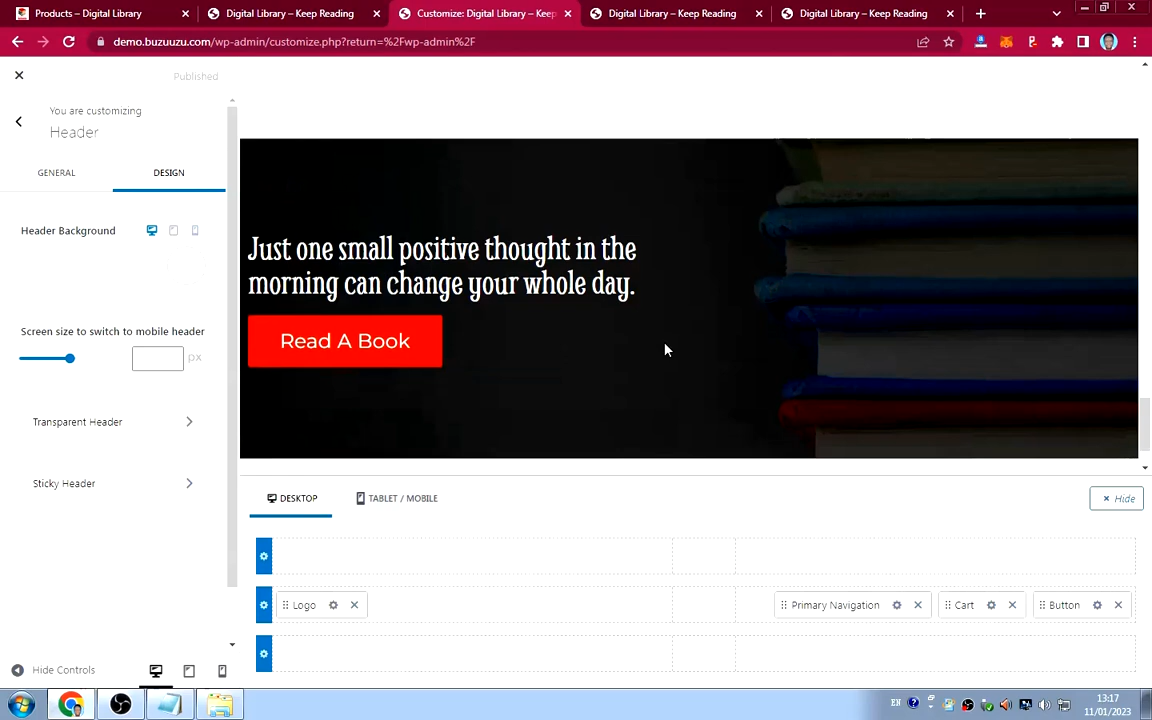 Products – Digital Library
Digital Library – Keep Reading
Customize: Digital Library – Keep
Digital Library – Keep Reading
Digital Library – Keep Reading
demo.buzuuzu.com/wp-admin/customize.php?return=%2Fwp-admin%2F
Published
You are customizing
Header
GENERAL
DESIGN
Header Background
Screen size to switch to mobile header
px
Transparent Header
Sticky Header
Hide Controls
Just one small positive thought in the
morning can change your whole day.
Read A Book
DESKTOP
TABLET / MOBILE
Hide
Logo
Primary Navigation
Cart
Button
EN
13:17
11/01/2023